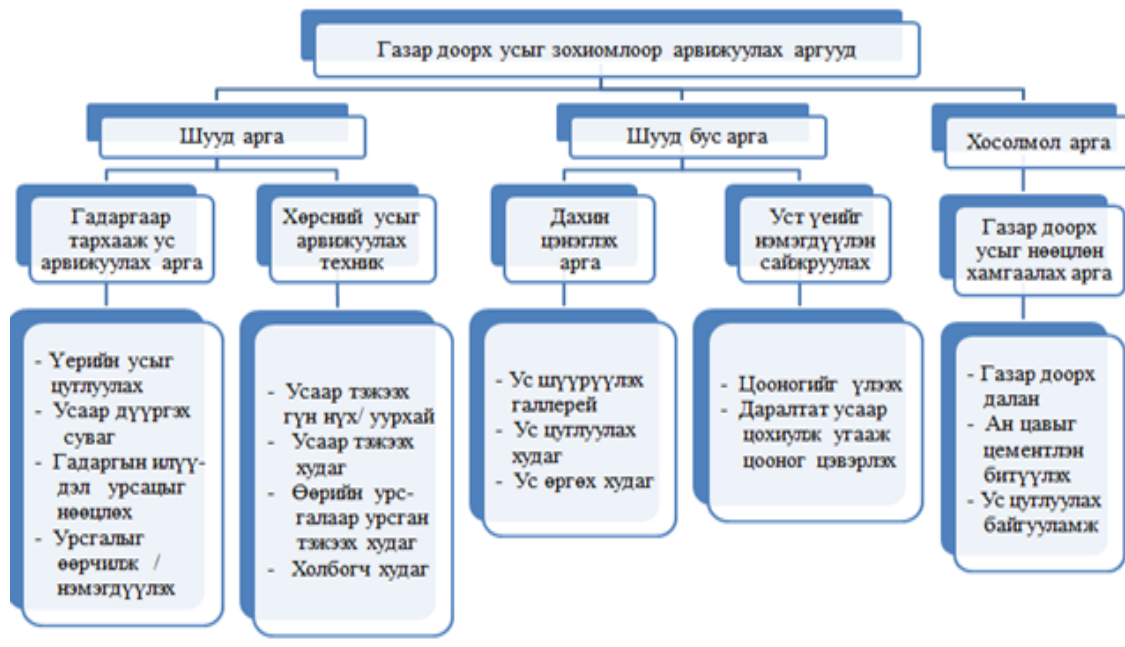 Газар доорх усыг зохиомлоор арвижуулах аргууд
Шууд арга
Шууд бус арга
Хосолмол арга
Гадаргаар
тархааж ус
арвижуулах арга
Хөрсний усыг
арвижуулах
техник
Дахин
цэнэглэх
арга
Уст үеийг
нэмэгдүүлэн
сайжруулах
Газар доорх
усыг нөөцлөн
хамгаалах арга
- Үерийн усыг
цуглуулах
- Усаар дүүргэх
суваг
- Гадаргын илүү-
дэл урсацыг
нөөцлөх
- Урсгалыг
өөрчилж /
нэмэгдүүлэх
- Усаар тэжээх
гүн нүх/ уурхай
- Усаар тэжээх
худаг
- Өөрийн урс-
галаар урсган
тэжээх худаг
- Холбогч худаг
- Ус шүүрүүлэх
галлерей
- Ус цутлуулах
худаг
- Ус өргөх худаг
- Цооногийг үлээх
- Даралтат усаар
цохиулж угааж
цооног цэвэрлэх
- Газар доорх
далан
- Ан цавыг
цементлэн
битүүлэх
- Ус цутлуулах
байгууламж